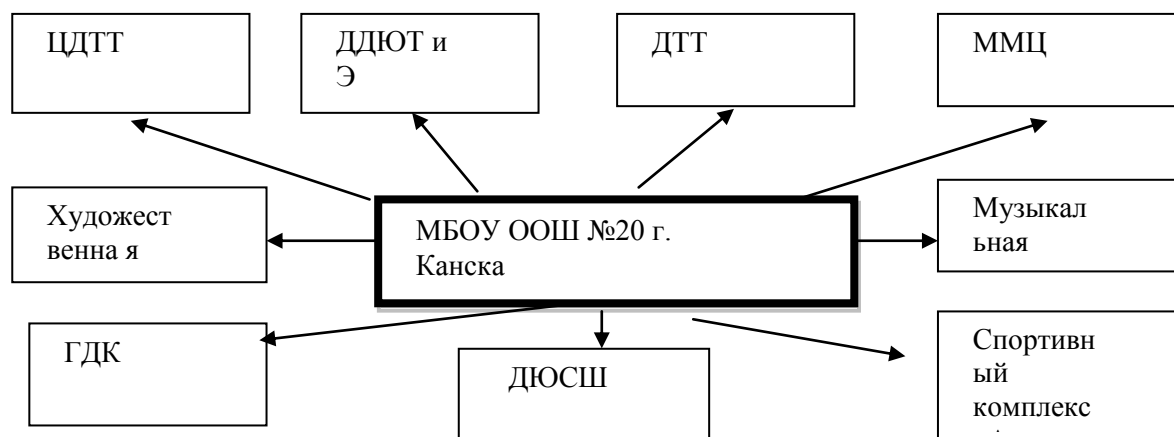 ЦДТТ
ДДЮТ и
Э
ДТТ
ММЦ
Художест
венна я
МБОУ ООШ №20 г.
Канска
Музыкал
ьная
ГДК
ДЮСШ
Спортивн
ый
комплекс